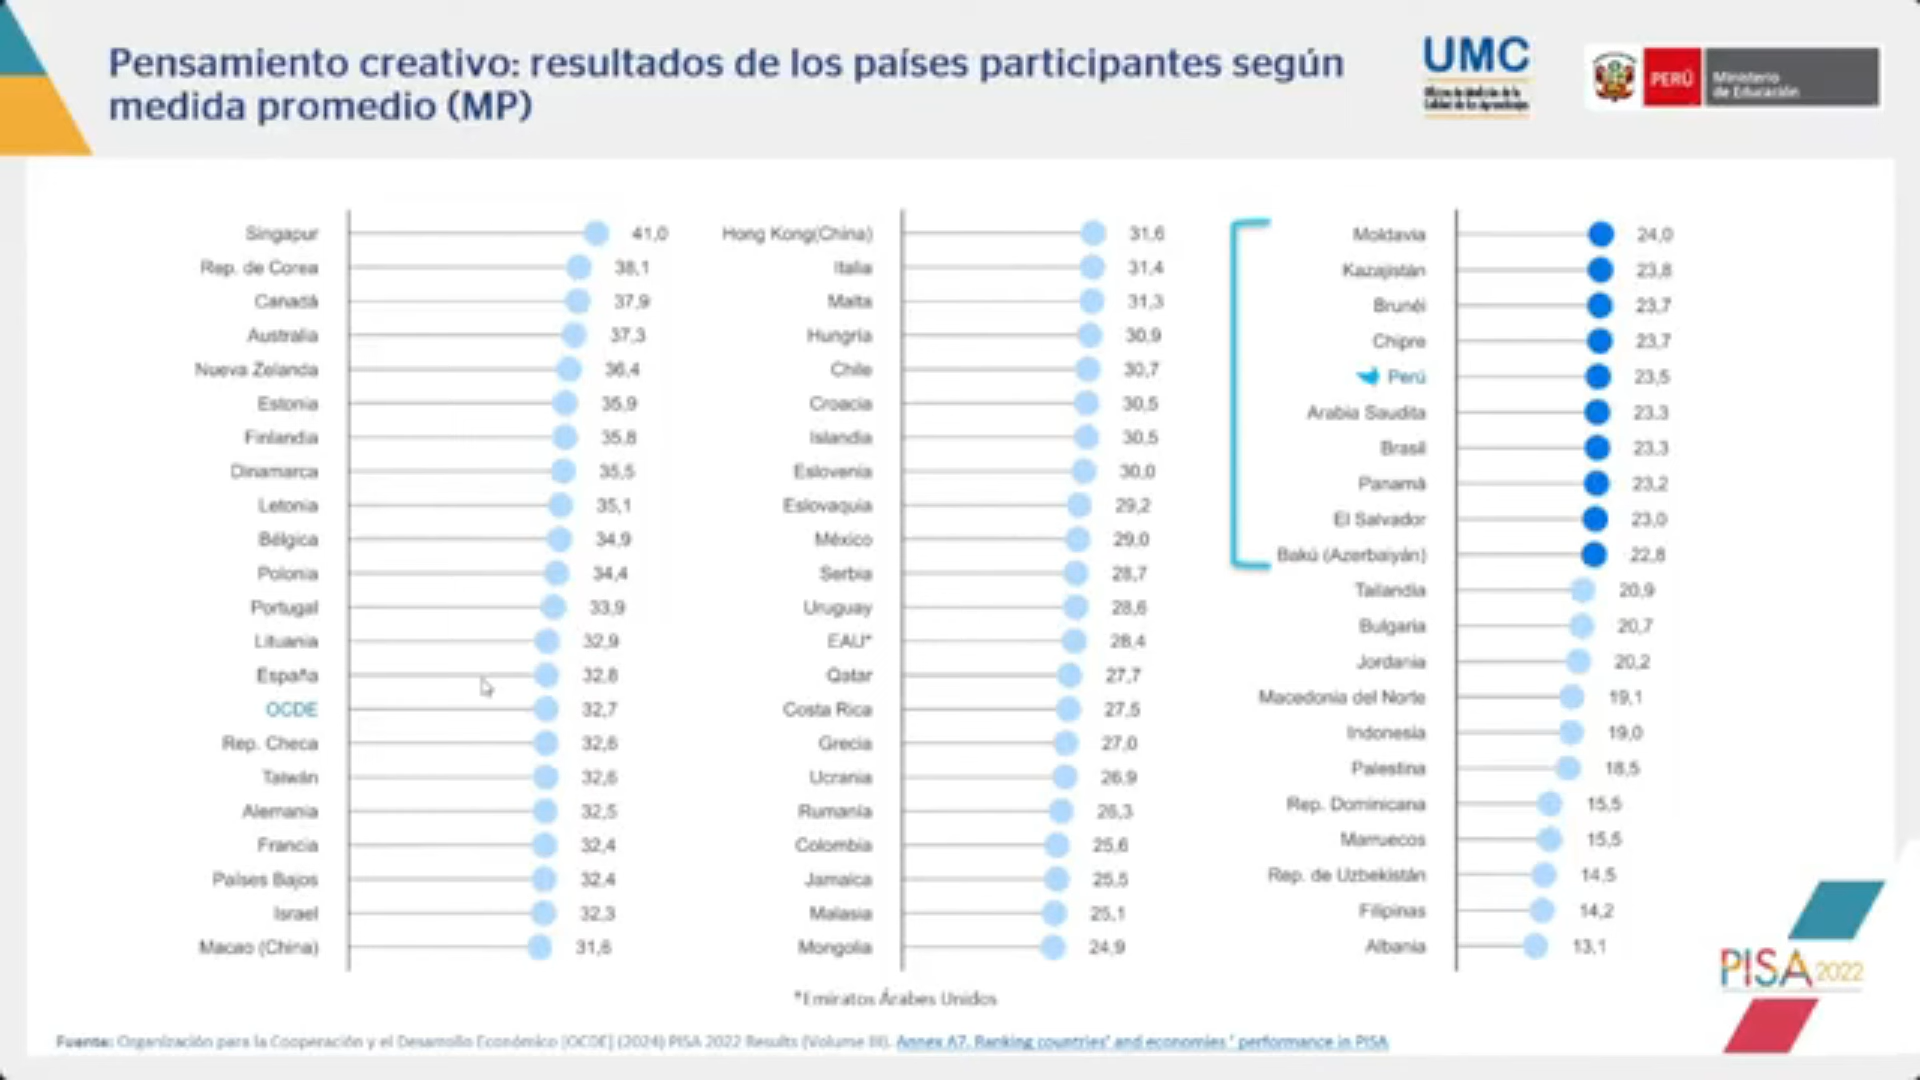 Pensamiento creativo: resultados de los países participantes según
medida promedio (MP)
UMC
PERÚ
Ministerio
de Educación
Singapur 41,0
Rep. de Corea 38,1
Canadá 37,9
Australia 37,3
Nueva Zelanda 36,4
Estonia 35,9
Finlandia 35,8
Dinamarca 35,5
Letonia 35,1
Bélgica 34,9
Polonia 34,4
Portugal 33,9
Lituania 32,9
España 32,8
OCDE 32,7
Rep. Checa 32,6
Taiwán 32,6
Alemania 32,5
Francia 32,4
Países Bajos 32,4
Israel 32,3
Macao (China) 31,6
Hong Kong(China) 31,6
Italia 31,4
Malta 31,3
Hungría 30,9
Chile 30,7
Croacia 30,5
Islandia 30,5
Eslovenia 30,0
Eslovaquia 29,2
México 29,0
Serbia 28,7
Uruguay 28,6
EAU* 28,4
Qatar 27,7
Costa Rica 27,5
Grecia 27,0
Ucrania 26,9
Rumanía 26,3
Colombia 25,6
Jamaica 25,5
Malasia 25,1
Mongolia 24,9
Moldavia 24,0
Kazajistán 23,8
Brunéi 23,7
Chipre 23,7
Perú 23,5
Arabia Saudita 23,3
Brasil 23,3
Panamá 23,2
El Salvador 23,0
Bakú (Azerbaiyán) 22,8
Tailandia 20,9
Bulgaria 20,7
Jordania 20,2
Macedonia del Norte 19,1
Indonesia 19,0
Palestina 18,5
Rep. Dominicana 15,5
Marruecos 15,5
Rep. de Uzbekistán 14,5
Filipinas 14,2
Albania 13,1
*Emiratos Árabes Unidos
PISA 2022
Fuente: Organización para la Cooperación y el Desarrollo Económico [OCDE] (2024) PISA 2022 Results (Volume III). Annex A7. Ranking countries' and economies' performance in PISA